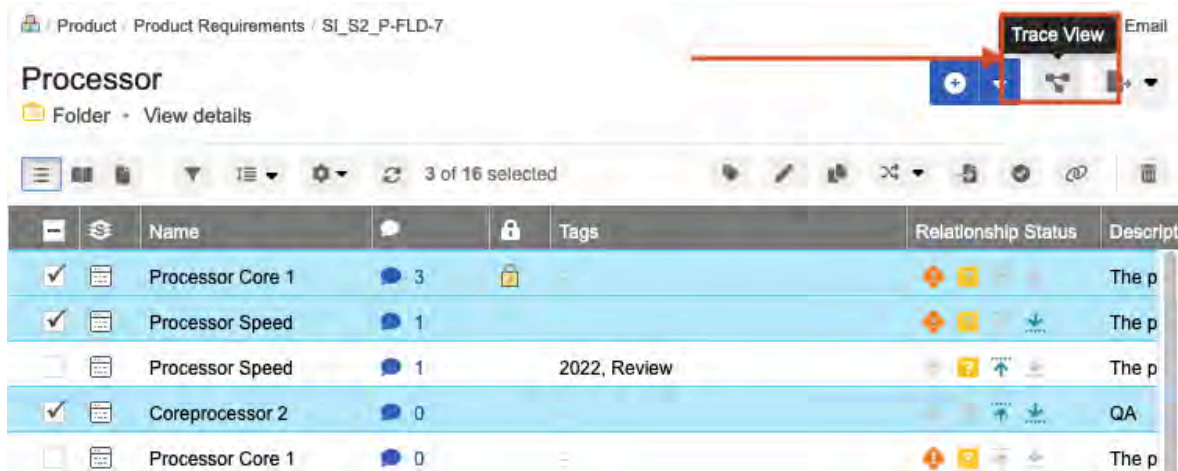 / Product / Product Requirements / SI_S2_P-FLD-7
Email
Trace View
Processor
Folder - View details
3 of 16 selected
Name Tags Relationship Status Descript
Processor Core 1 3 The p
Processor Speed 1 The p
Processor Speed 1 2022, Review The p
Coreprocessor 2 0 QA
Processor Core 1 0 The p